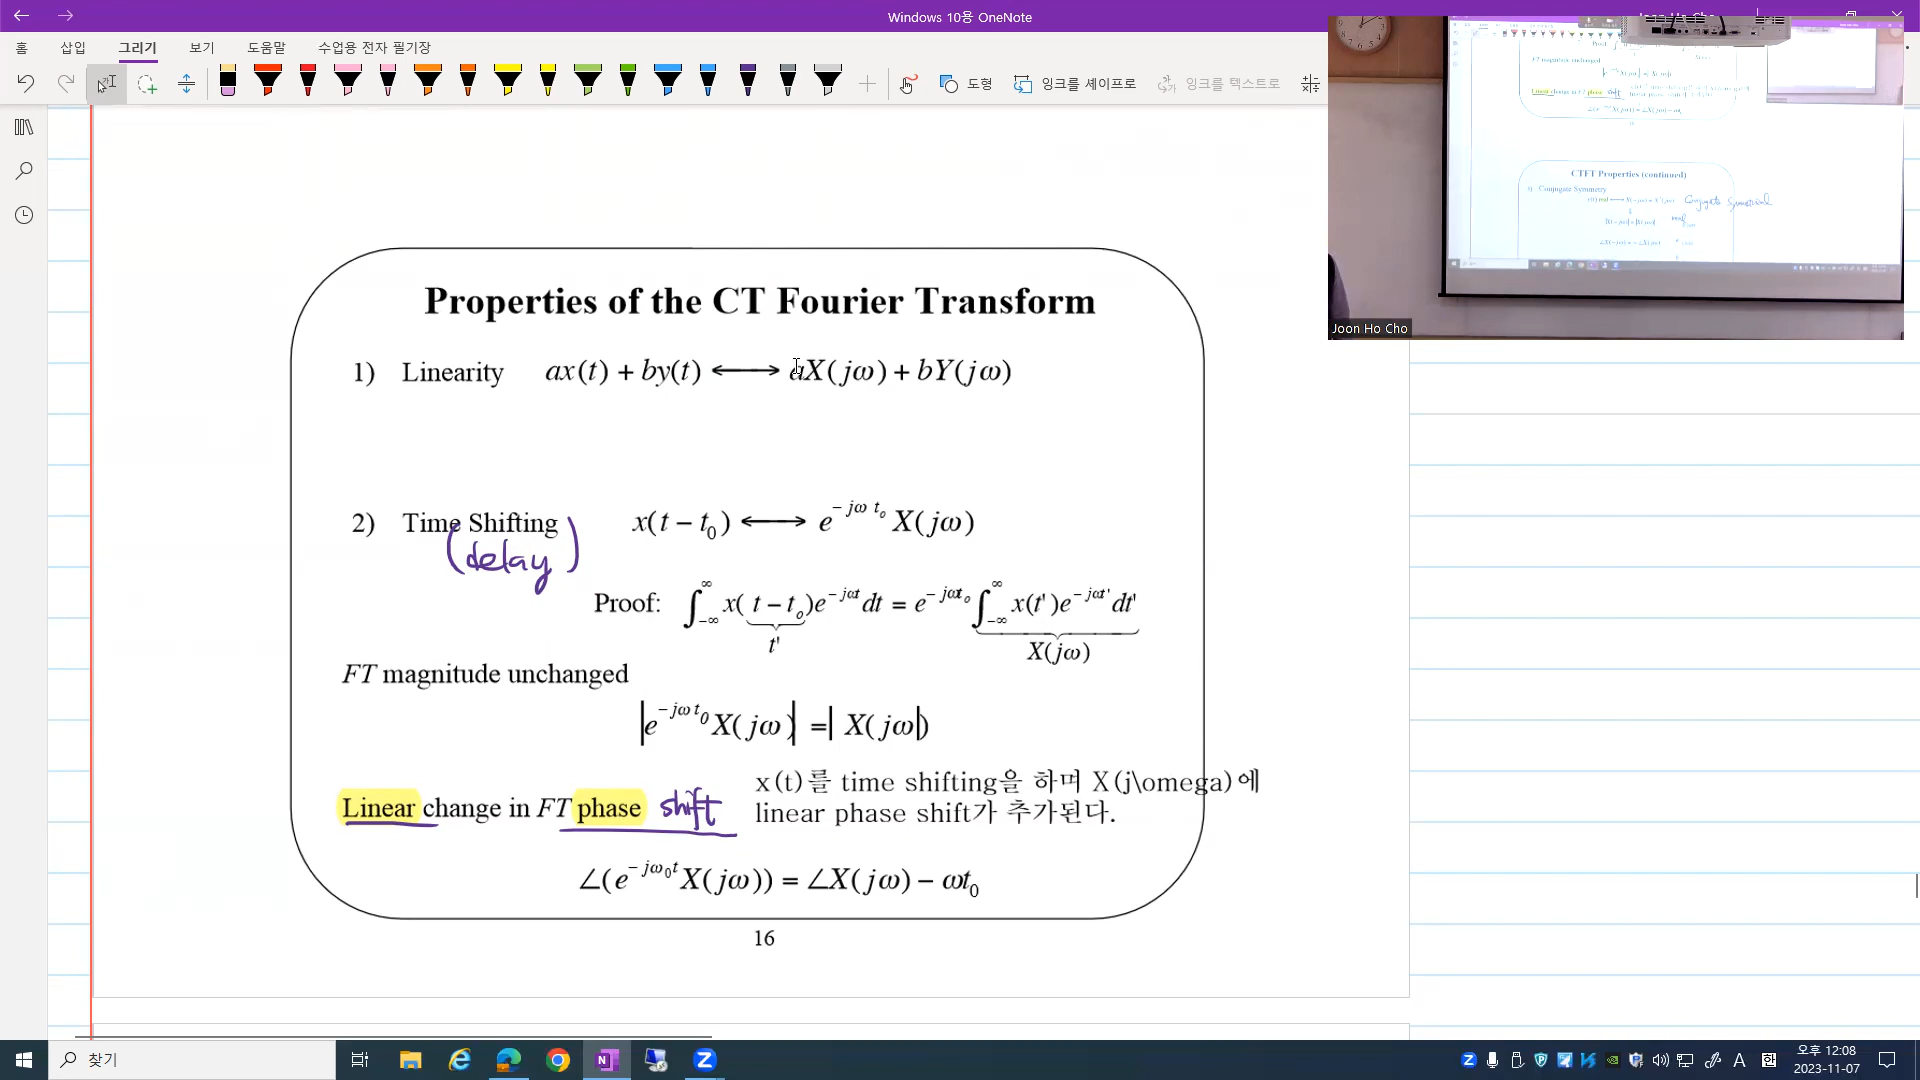 Windows 10용 OneNote
홈 삽입 그리기 보기 도움말 수업용 전자 필기장
도형 잉크를 셰이프로 잉크를 텍스트로
Properties of the CT Fourier Transform
1) Linearity ax(t) + by(t) ⟷ aX(jω) + bY(jω)
2) Time Shifting x(t − t₀) ⟷ e^{−jω t₀} X(jω)
(delay)
Proof: ∫_{−∞}^{∞} x(t − t₀)e^{−jωt} dt = e^{−jωt₀} ∫_{−∞}^{∞} x(t')e^{−jωt'} dt'
t' X(jω)
FT magnitude unchanged
|e^{−jω t₀} X(jω)| = |X(jω|)
x(t)를 time shifting을 하며 X(j\omega)에
Linear change in FT phase shift linear phase shift가 추가된다.
∠(e^{−jω₀t} X(jω)) = ∠X(jω) − ωt₀
16
CTFT Properties (continued)
Conjugate Symmetry
Joon Ho Cho
찾기
오후 12:08
2023-11-07